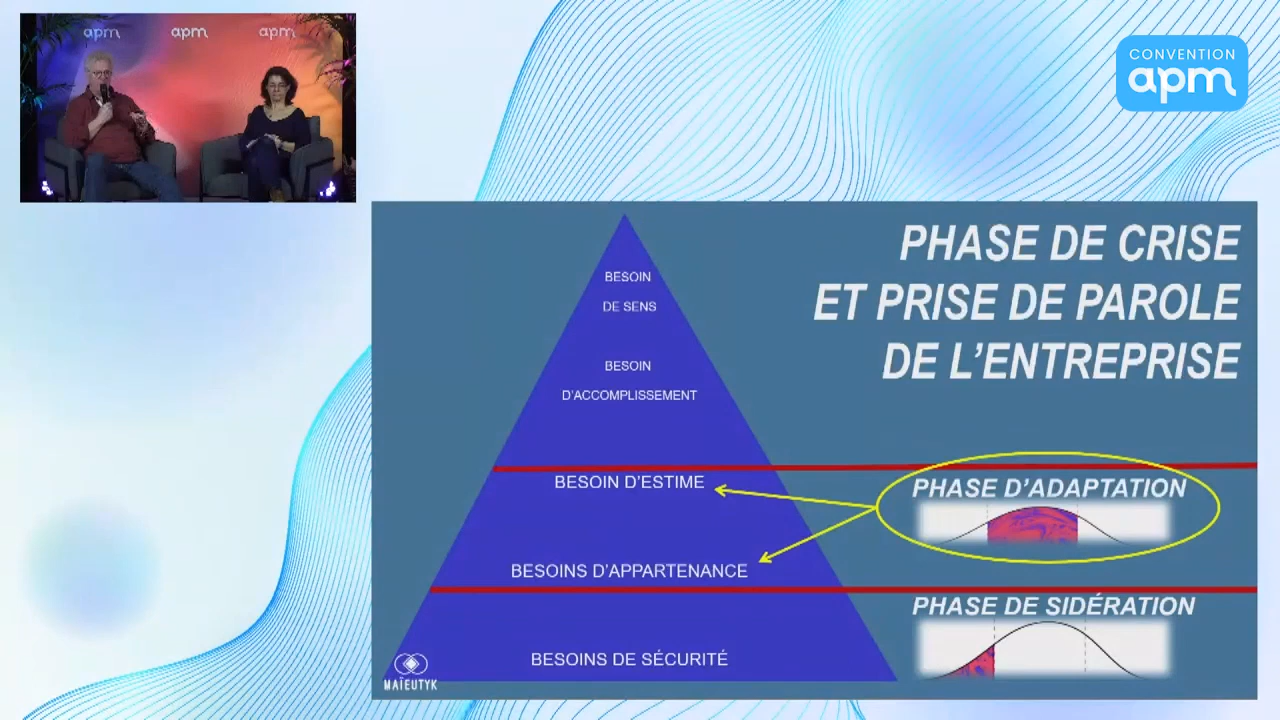 apm
apm
apm
CONVENTION
apm
PHASE DE CRISE
ET PRISE DE PAROLE
DE L'ENTREPRISE
BESOIN
DE SENS
BESOIN
D'ACCOMPLISSEMENT
BESOIN D'ESTIME
PHASE D'ADAPTATION
BESOINS D'APPARTENANCE
PHASE DE SIDÉRATION
BESOINS DE SÉCURITÉ
MAÏEUTYK